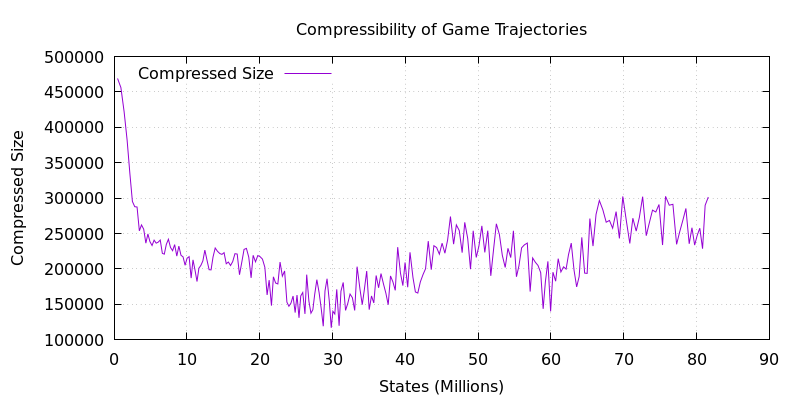 Compressibility of Game Trajectories
500000
450000
400000
350000
300000
250000
200000
150000
100000
Compressed Size
Compressed Size
0 10 20 30 40 50 60 70 80 90
States (Millions)